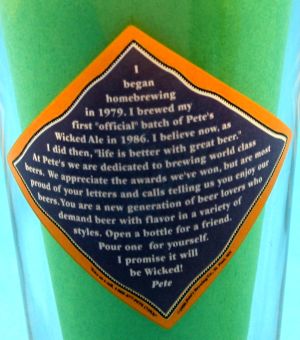 I
began
homebrewing
in 1979. I brewed my
first "official" batch of Pete's
Wicked Ale in 1986. I believe now, as
I did then, "life is better with great beer."
At Pete's we are dedicated to brewing world class
beers. We appreciate the awards we've won, but are most
proud of your letters and calls telling us you enjoy our
beers. You are a new generation of beer lovers who
demand beer with flavor in a variety of
styles. Open a bottle for a friend.
Pour one for yourself.
I promise it will
be Wicked!
Pete